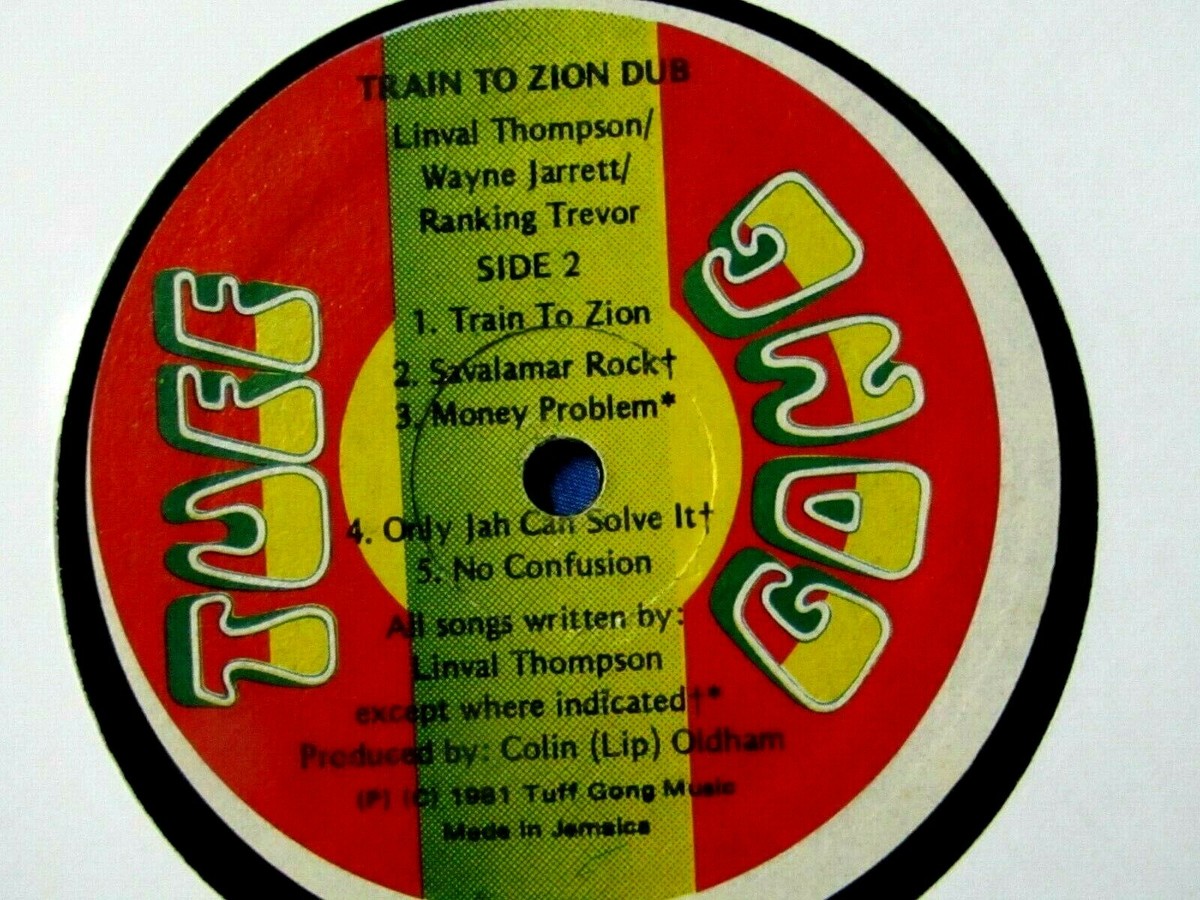 TRAIN TO ZION DUB
Linval Thompson/
Wayne Jarrett/
Ranking Trevor
SIDE 2
1. Train To Zion
2. Savalamar Rock†
3. Money Problem*
4. Only Jah Can Solve It†
5. No Confusion
All songs written by:
Linval Thompson
except where indicated†*
Produced by: Colin (Lip) Oldham
(P) (C) 1981 Tuff Gong Music
Made in Jamaica
TUFF
GONG